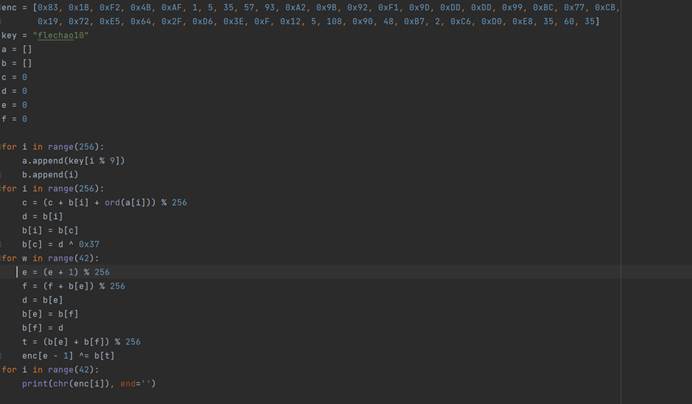 enc = [0x83, 0x1B, 0xF2, 0x4B, 0xAF, 1, 5, 35, 57, 93, 0xA2, 0x9B, 0x92, 0xF1, 0x9D, 0xDD, 0xDD, 0x99, 0xBC, 0x77, 0xCB,
0x19, 0x72, 0xE5, 0x64, 0x2F, 0xD6, 0x3E, 0xF, 0x12, 5, 108, 0x90, 48, 0xB7, 2, 0xC6, 0xD0, 0xE8, 35, 60, 35]
key = "flechao10"
a = []
b = []
c = 0
d = 0
e = 0
f = 0
for i in range(256):
a.append(key[i % 9])
b.append(i)
for i in range(256):
c = (c + b[i] + ord(a[i])) % 256
d = b[i]
b[i] = b[c]
b[c] = d ^ 0x37
for w in range(42):
e = (e + 1) % 256
f = (f + b[e]) % 256
d = b[e]
b[e] = b[f]
b[f] = d
t = (b[e] + b[f]) % 256
enc[e - 1] ^= b[t]
for i in range(42):
print(chr(enc[i]), end='')